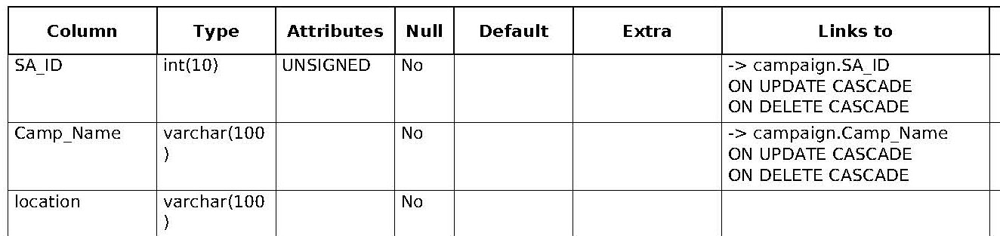 Column Type Attributes Null Default Extra Links to
SA_ID int(10) UNSIGNED No -> campaign.SA_ID
ON UPDATE CASCADE
ON DELETE CASCADE
Camp_Name varchar(100 No -> campaign.Camp_Name
) ON UPDATE CASCADE
ON DELETE CASCADE
location varchar(100 No
)